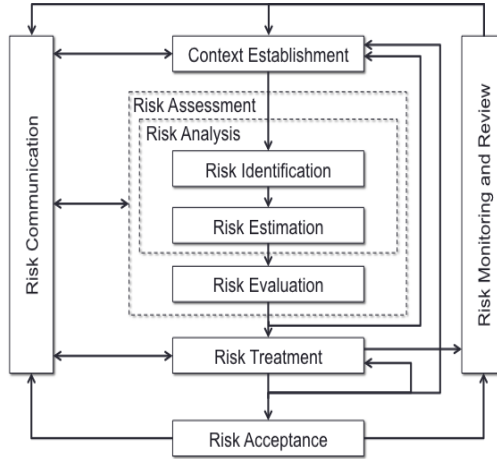 Context Establishment
Risk Assessment
Risk Analysis
Risk Identification
Risk Estimation
Risk Evaluation
Risk Treatment
Risk Acceptance
Risk Communication
Risk Monitoring and Review